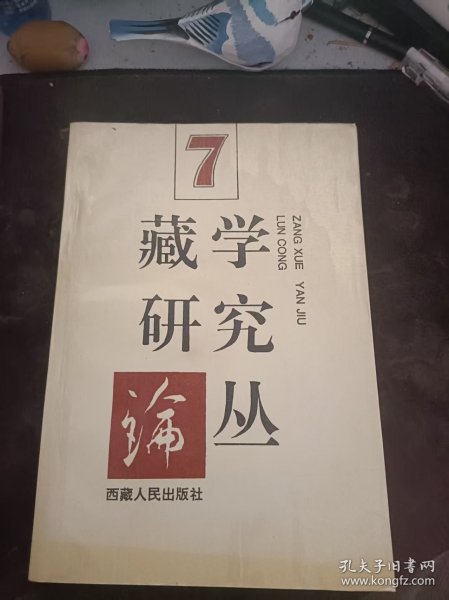 7
藏学
研究
論丛
ZANG XUE YAN JIU
LUN CONG
西藏人民出版社
孔夫子旧书网
www.kongfz.com